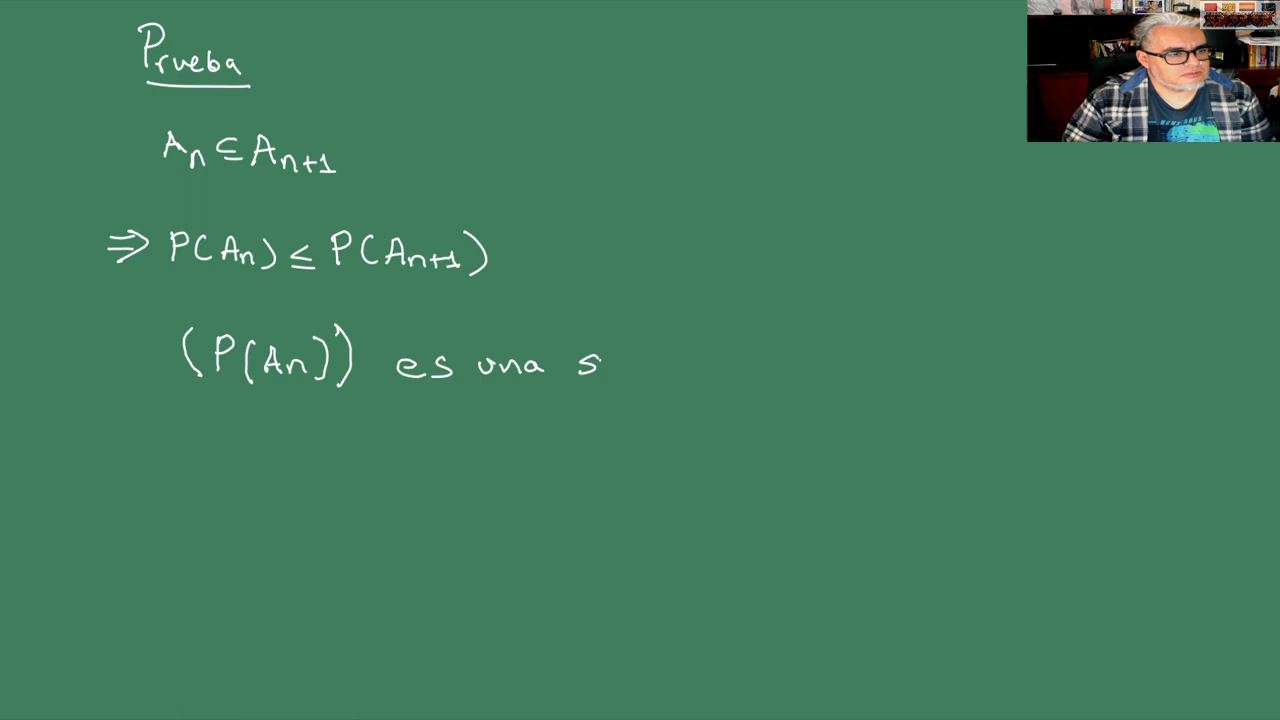 Prueba
Aₙ ⊆ Aₙ₊₁
⇒ P(Aₙ) ≤ P(Aₙ₊₁)
(P(Aₙ)) es una s